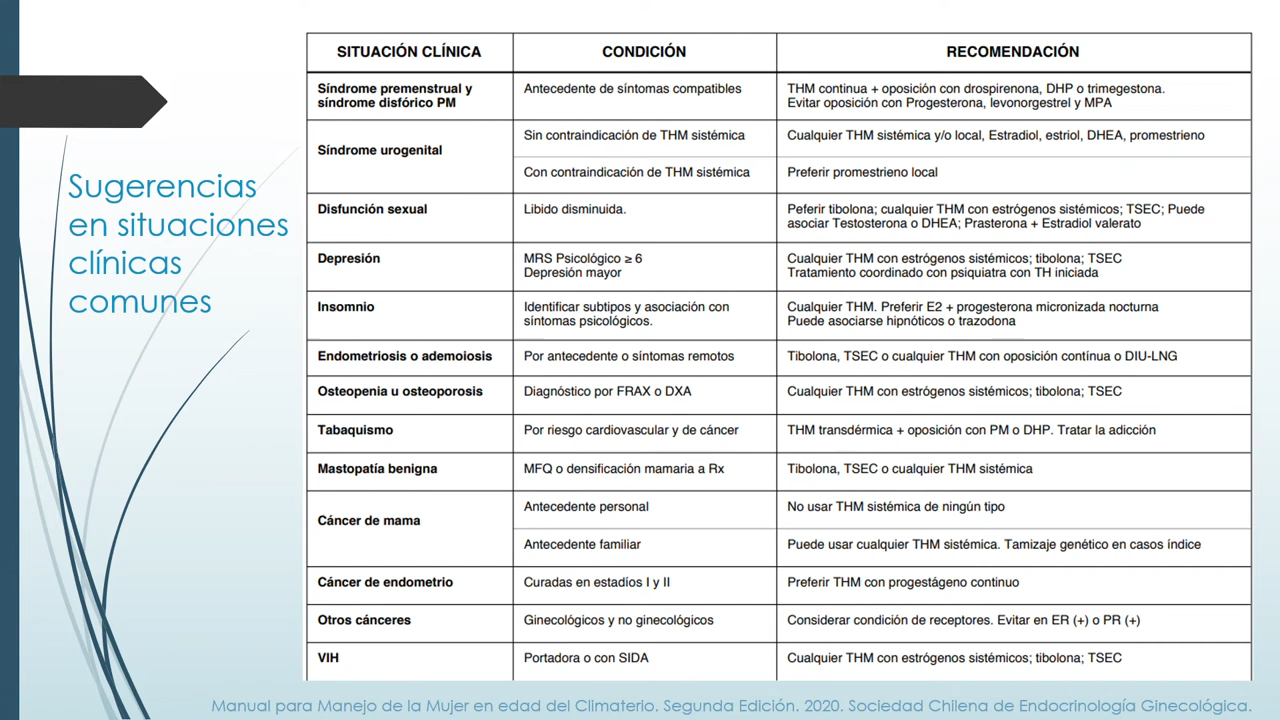 Sugerencias
en situaciones
clínicas
comunes
SITUACIÓN CLÍNICA CONDICIÓN RECOMENDACIÓN
Síndrome premenstrual y
síndrome disfórico PM
Antecedente de síntomas compatibles
THM continua + oposición con drospirenona, DHP o trimegestona.
Evitar oposición con Progesterona, levonorgestrel y MPA
Síndrome urogenital
Sin contraindicación de THM sistémica
Cualquier THM sistémica y/o local, Estradiol, estriol, DHEA, promestrieno
Con contraindicación de THM sistémica
Preferir promestrieno local
Disfunción sexual
Libido disminuida.
Peferir tibolona; cualquier THM con estrógenos sistémicos; TSEC; Puede
asociar Testosterona o DHEA; Prasterona + Estradiol valerato
Depresión
MRS Psicológico ≥ 6
Depresión mayor
Cualquier THM con estrógenos sistémicos; tibolona; TSEC
Tratamiento coordinado con psiquiatra con TH iniciada
Insomnio
Identificar subtipos y asociación con
síntomas psicológicos.
Cualquier THM. Preferir E2 + progesterona micronizada nocturna
Puede asociarse hipnóticos o trazodona
Endometriosis o ademoiosis
Por antecedente o síntomas remotos
Tibolona, TSEC o cualquier THM con oposición contínua o DIU-LNG
Osteopenia u osteoporosis
Diagnóstico por FRAX o DXA
Cualquier THM con estrógenos sistémicos; tibolona; TSEC
Tabaquismo
Por riesgo cardiovascular y de cáncer
THM transdérmica + oposición con PM o DHP. Tratar la adicción
Mastopatía benigna
MFQ o densificación mamaria a Rx
Tibolona, TSEC o cualquier THM sistémica
Cáncer de mama
Antecedente personal
No usar THM sistémica de ningún tipo
Antecedente familiar
Puede usar cualquier THM sistémica. Tamizaje genético en casos índice
Cáncer de endometrio
Curadas en estadíos I y II
Preferir THM con progestágeno continuo
Otros cánceres
Ginecológicos y no ginecológicos
Considerar condición de receptores. Evitar en ER (+) o PR (+)
VIH
Portadora o con SIDA
Cualquier THM con estrógenos sistémicos; tibolona; TSEC
Manual para Manejo de la Mujer en edad del Climaterio. Segunda Edición. 2020. Sociedad Chilena de Endocrinología Ginecológica.